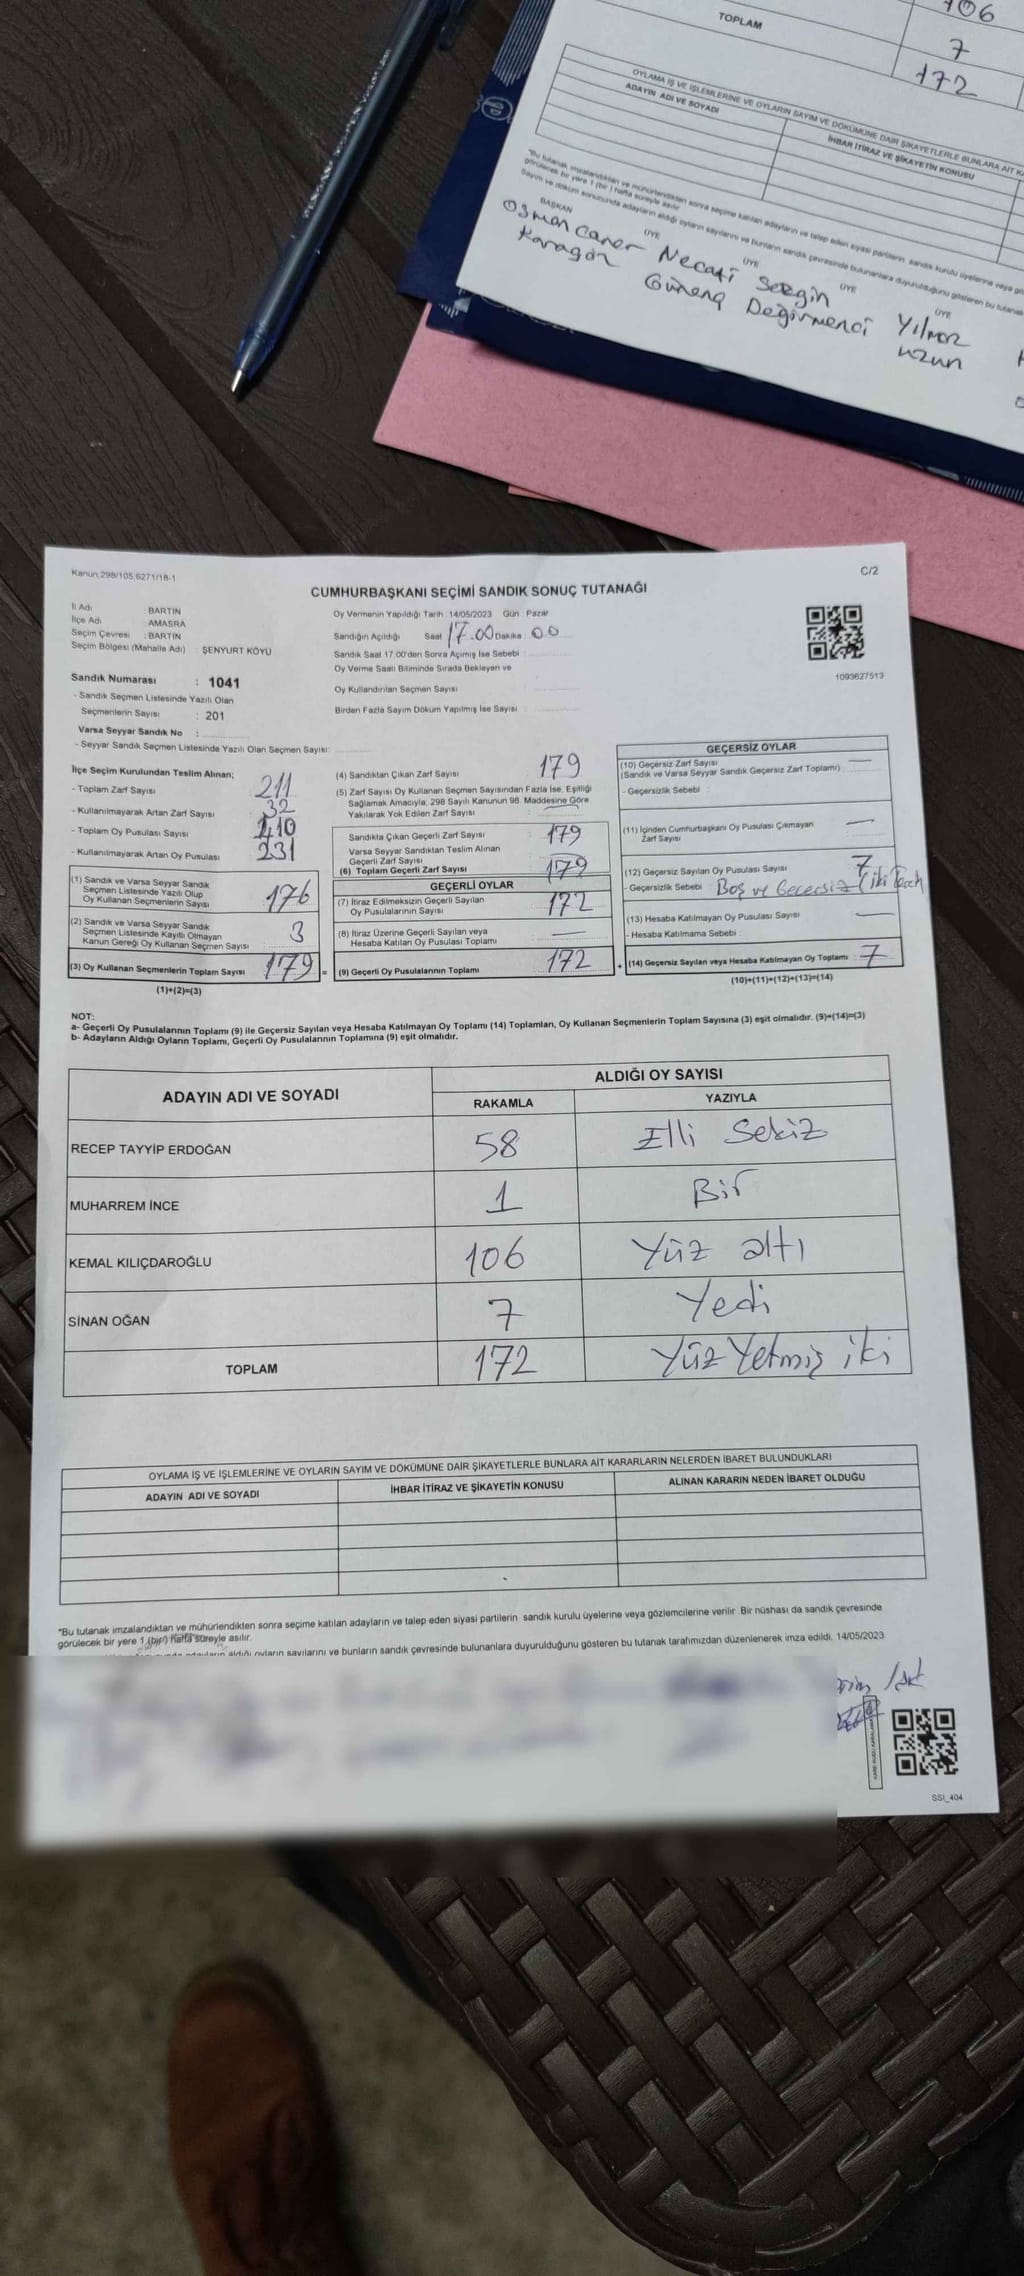 106
TOPLAM
7
172
OYLAMA İŞ VE İŞLEMLERİNE VE OYLARIN SAYIM VE DÖKÜMÜNE DAİR ŞİKAYETLERLE BUNLARA AİT
ADAYIN ADI VE SOYADI
İHBAR İTİRAZ VE ŞİKAYETİN KONUSU
*Bu tutanak imzalandıktan ve mühürlendikten sonra seçime katılan adayların ve talep eden siyasi partilerin sandık kurulu üyelerine veya
görülecek bir yere 1 (bir) hafta süreyle asılır.
Sayım ve döküm sonucunda adayların aldığı oyların sayılarını ve bunların sandık çevresinde bulunanlara duyurulduğunu gösteren bu tutanak
BAŞKAN ÜYE ÜYE ÜYE ÜYE
Osman Caner Necati Sezgin Yılmaz
Karagöz Güneng Değirmenci uzun
Kanun;298/105;6271/18-1
C/2
CUMHURBAŞKANI SEÇİMİ SANDIK SONUÇ TUTANAĞI
İl Adı : BARTIN
İlçe Adı : AMASRA
Seçim Çevresi : BARTIN
Seçim Bölgesi (Mahalle Adı) ŞENYURT KÖYÜ
Oy Vermenin Yapıldığı Tarih :14/05/2023 Gün : Pazar
Sandığın Açıldığı Saat 17.00 Dakika : 00
Sandık Saat 17:00'den Sonra Açımış İse Sebebi :
Oy Verme Saati Bitiminde Sırada Bekleyen ve
Oy Kullandırılan Seçmen Sayısı
Birden Fazla Sayım Döküm Yapılmış İse Sayısı :
1093627513
Sandık Numarası : 1041
- Sandık Seçmen Listesinde Yazılı Olan
Seçmenlerin Sayısı : 201
Varsa Seyyar Sandık No :
- Seyyar Sandık Seçmen Listesinde Yazılı Olan Seçmen Sayısı:
İlçe Seçim Kurulundan Teslim Alınan;
- Toplam Zarf Sayısı 211
- Kullanılmayarak Artan Zarf Sayısı 32
- Toplam Oy Pusulası Sayısı 410
- Kullanılmayarak Artan Oy Pusulası 231
(1) Sandık ve Varsa Seyyar Sandık
Seçmen Listesinde Yazılı Olup
Oy Kullanan Seçmenlerin Sayısı 176
(2) Sandık ve Varsa Seyyar Sandık
Seçmen Listesinde Kayıtlı Olmayan
Kanun Gereği Oy Kullanan Seçmen Sayısı 3
(3) Oy Kullanan Seçmenlerin Toplam Sayısı 179 =
(1)+(2)=(3)
(4) Sandıktan Çıkan Zarf Sayısı 179
(5) Zarf Sayısı Oy Kullanan Seçmen Sayısından Fazla İse, Eşitliği
Sağlamak Amacıyla; 298 Sayılı Kanunun 98. Maddesine Göre
Yakılarak Yok Edilen Zarf Sayısı
Sandıkta Çıkan Geçerli Zarf Sayısı 179
Varsa Seyyar Sandıktan Teslim Alınan
Geçerli Zarf Sayısı
(6) Toplam Geçerli Zarf Sayısı 179
GEÇERLİ OYLAR
(7) İtiraz Edilmeksizin Geçerli Sayılan
Oy Pusulalarının Sayısı 172
(8) İtiraz Üzerine Geçerli Sayılan veya
Hesaba Katılan Oy Pusulası Toplamı —
(9) Geçerli Oy Pusulalarının Toplamı 172 +
GEÇERSİZ OYLAR
(10) Geçersiz Zarf Sayısı —
(Sandık ve Varsa Seyyar Sandık Geçersiz Zarf Toplamı)
- Geçersizlik Sebebi :
(11) İçinden Cumhurbaşkanı Oy Pusulası Çıkmayan —
Zarf Sayısı
(12) Geçersiz Sayılan Oy Pusulası Sayısı 7
- Geçersizlik Sebebi : Boş ve Gecersiz (iki
(13) Hesaba Katılmayan Oy Pusulası Sayısı —
- Hesaba Katılmama Sebebi :
(14) Geçersiz Sayılan veya Hesaba Katılmayan Oy Toplamı : 7
(10)+(11)+(12)+(13)=(14)
NOT:
a- Geçerli Oy Pusulalarının Toplamı (9) ile Geçersiz Sayılan veya Hesaba Katılmayan Oy Toplamı (14) Toplamları, Oy Kullanan Seçmenlerin Toplam Sayısına (3) eşit olmalıdır. (9)+(14)=(3)
b- Adayların Aldığı Oyların Toplamı, Geçerli Oy Pusulalarının Toplamına (9) eşit olmalıdır.
ADAYIN ADI VE SOYADI ALDIĞI OY SAYISI
RAKAMLA YAZIYLA
RECEP TAYYİP ERDOĞAN 58 Elli Sekiz
MUHARREM İNCE 1 Bir
KEMAL KILIÇDAROĞLU 106 Yüz altı
SİNAN OĞAN 7 Yedi
TOPLAM 172 Yüz Yetmiş iki
OYLAMA İŞ VE İŞLEMLERİNE VE OYLARIN SAYIM VE DÖKÜMÜNE DAİR ŞİKAYETLERLE BUNLARA AİT KARARLARIN NELERDEN İBARET BULUNDUKLARI
ADAYIN ADI VE SOYADI İHBAR İTİRAZ VE ŞİKAYETİN KONUSU ALINAN KARARIN NEDEN İBARET OLDUĞU
*Bu tutanak imzalandıktan ve mühürlendikten sonra seçime katılan adayların ve talep eden siyasi partilerin sandık kurulu üyelerine veya gözlemcilerine verilir. Bir nüshası da sandık çevresinde
görülecek bir yere 1 (bir) hafta süreyle asılır.
adayların aldığı oyların sayılarını ve bunların sandık çevresinde bulunanlara duyurulduğunu gösteren bu tutanak tarafımızdan düzenlenerek imza edildi. 14/05/2023
SSI_404